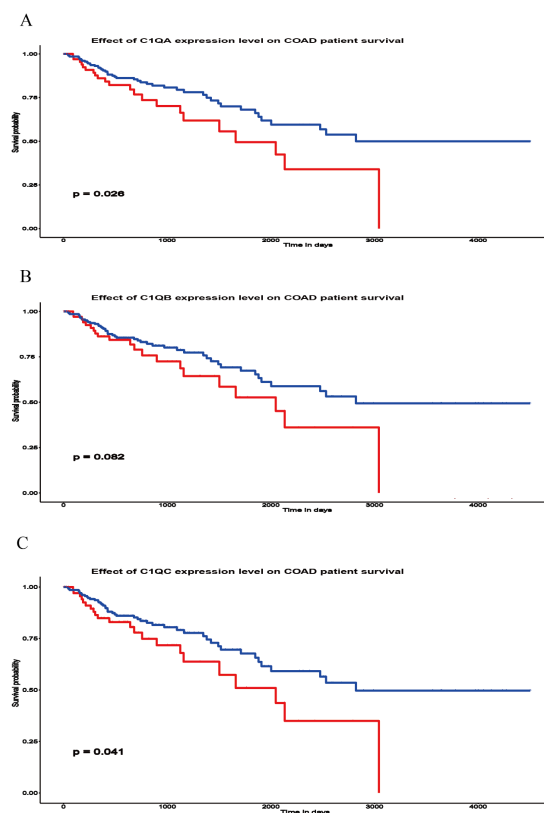 A
Effect of C1QA expression level on COAD patient survival
1.00
0.75
0.50
0.25
0.00
Survival probability
p = 0.026
0
1000
2000
3000
4000
Time in days
B
Effect of C1QB expression level on COAD patient survival
1.00
0.75
0.50
0.25
0.00
Survival probability
p = 0.082
0
1000
2000
3000
4000
Time in days
C
Effect of C1QC expression level on COAD patient survival
1.00
0.75
0.50
0.25
0.00
Survival probability
p = 0.041
0
1000
2000
3000
4000
Time in days